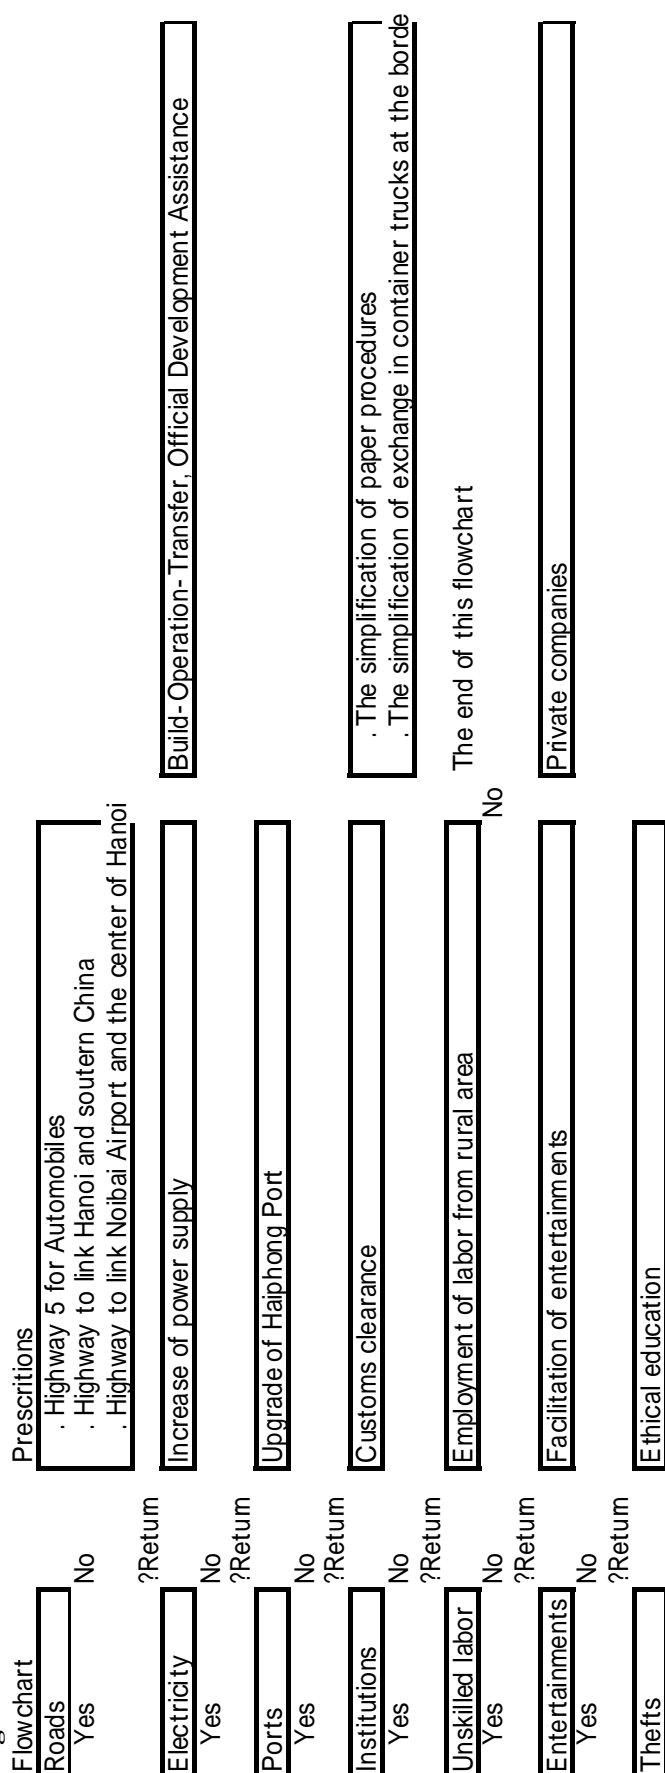 Flowchart Prescritions
Roads . Highway 5 for Automobiles
Yes No . Highway to link Hanoi and soutern China
. Highway to link Noibai Airport and the center of Hanoi
?Return
Electricity Increase of power supply Build-Operation-Transfer, Official Development Assistance
Yes No
?Return
Ports Upgrade of Haiphong Port
Yes No
?Return
Institutions Customs clearance . The simplification of paper procedures
Yes No . The simplification of exchange in container trucks at the borde
?Return
Unskilled labor Employment of labor from rural area The end of this flowchart
Yes No No
?Return
Entertainments Facilitation of entertainments Private companies
Yes No
?Return
Thefts Ethical education